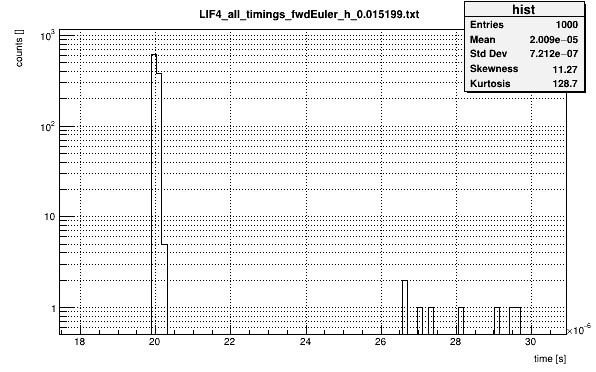 LIF4_all_timings_fwdEuler_h_0.015199.txt
hist
Entries 1000
Mean 2.009e−05
Std Dev 7.212e−07
Skewness 11.27
Kurtosis 128.7
counts []
10³
10²
10
1
18 20 22 24 26 28 30
×10⁻⁶
time [s]